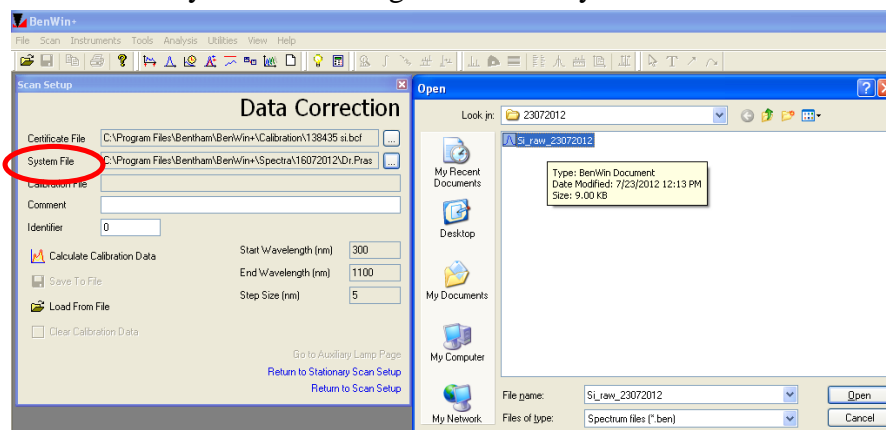 BenWin+
File Scan Instruments Tools Analysis Utilities View Help
Scan Setup
Data Correction
Certificate File C:\Program Files\Bentham\BenWin+\Calibration\138435 si.bcf ...
System File C:\Program Files\Bentham\BenWin+\Spectra\16072012\Dr.Pras ...
Calibration File
Comment
Identifier 0
Calculate Calibration Data
Save To File
Load From File
Clear Calibration Data
Start Wavelength (nm) 300
End Wavelength (nm) 1100
Step Size (nm) 5
Go to Auxiliary Lamp Page
Return to Stationary Scan Setup
Return to Scan Setup
Open
Look in: 23072012
My Recent Documents
Desktop
My Documents
My Computer
My Network
Si_raw_23072012
Type: BenWin Document
Date Modified: 7/23/2012 12:13 PM
Size: 9.00 KB
File name: Si_raw_23072012 Open
Files of type: Spectrum files (*.ben) Cancel